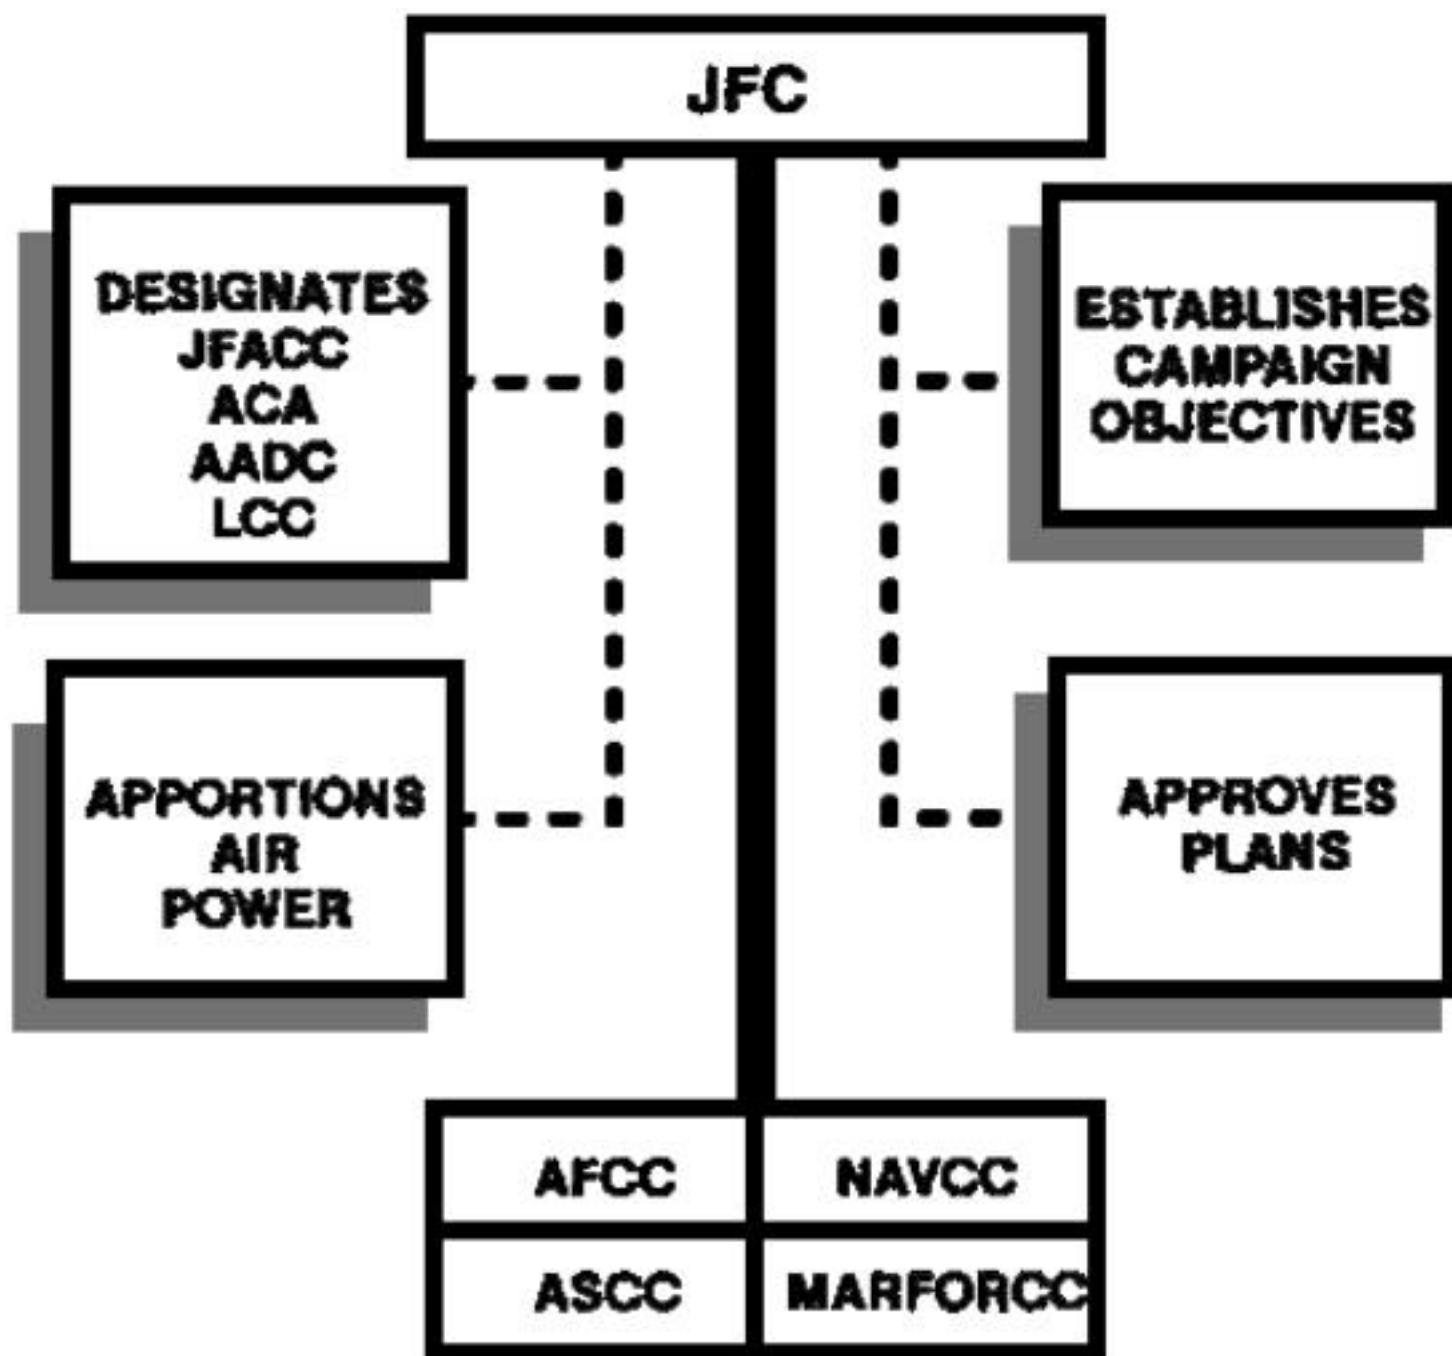 JFC
DESIGNATES
JFACC
ACA
AADC
LCC
ESTABLISHES
CAMPAIGN
OBJECTIVES
APPORTIONS
AIR
POWER
APPROVES
PLANS
AFCC
NAVCC
ASCC
MARFORCC